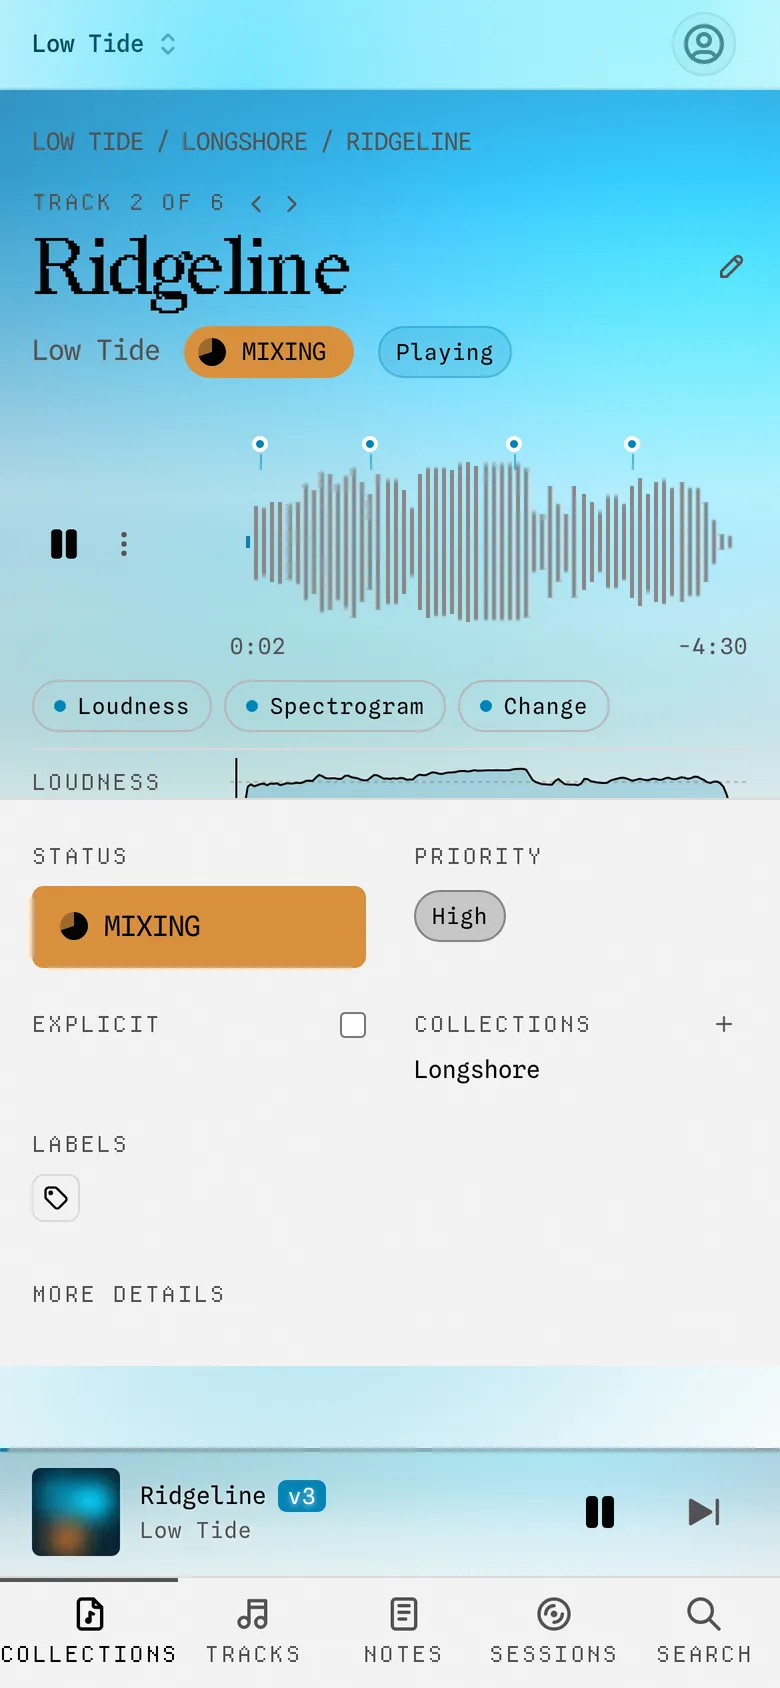 Low Tide
LOW TIDE / LONGSHORE / RIDGELINE
TRACK 2 OF 6
Ridgeline
Low Tide MIXING Playing
0:02 -4:30
Loudness Spectrogram Change
LOUDNESS
STATUS PRIORITY
MIXING High
EXPLICIT COLLECTIONS
Longshore
LABELS
MORE DETAILS
Ridgeline v3
Low Tide
COLLECTIONS TRACKS NOTES SESSIONS SEARCH